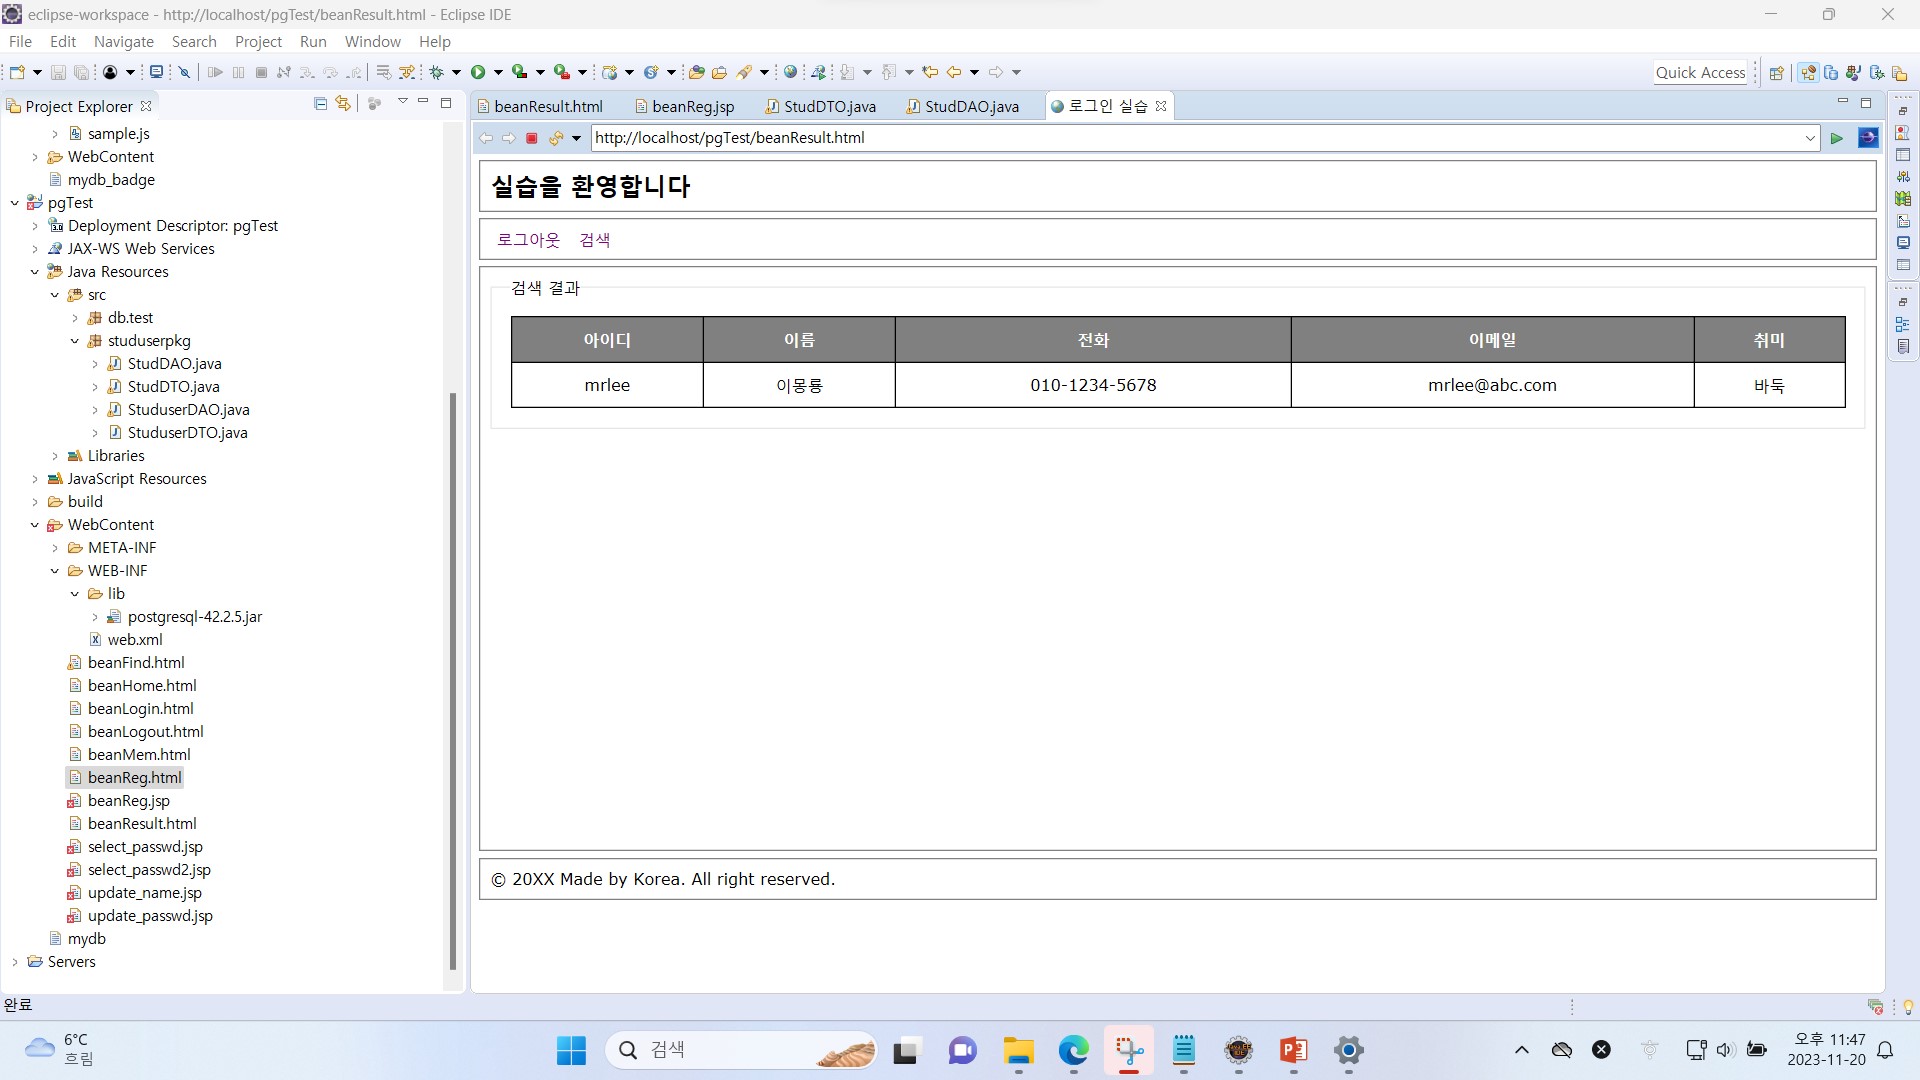 eclipse-workspace - http://localhost/pgTest/beanResult.html - Eclipse IDE
File Edit Navigate Search Project Run Window Help
Quick Access
Project Explorer
sample.js
WebContent
mydb_badge
pgTest
Deployment Descriptor: pgTest
JAX-WS Web Services
Java Resources
src
db.test
studuserpkg
StudDAO.java
StudDTO.java
StuduserDAO.java
StuduserDTO.java
Libraries
JavaScript Resources
build
WebContent
META-INF
WEB-INF
lib
postgresql-42.2.5.jar
web.xml
beanFind.html
beanHome.html
beanLogin.html
beanLogout.html
beanMem.html
beanReg.html
beanReg.jsp
beanResult.html
select_passwd.jsp
select_passwd2.jsp
update_name.jsp
update_passwd.jsp
mydb
Servers
beanResult.html beanReg.jsp StudDTO.java StudDAO.java 로그인 실습
http://localhost/pgTest/beanResult.html
실습을 환영합니다
로그아웃 검색
검색 결과
아이디 이름 전화 이메일 취미
mrlee 이몽룡 010-1234-5678 mrlee@abc.com 바둑
© 20XX Made by Korea. All right reserved.
완료
6°C
흐림
검색
오후 11:47
2023-11-20